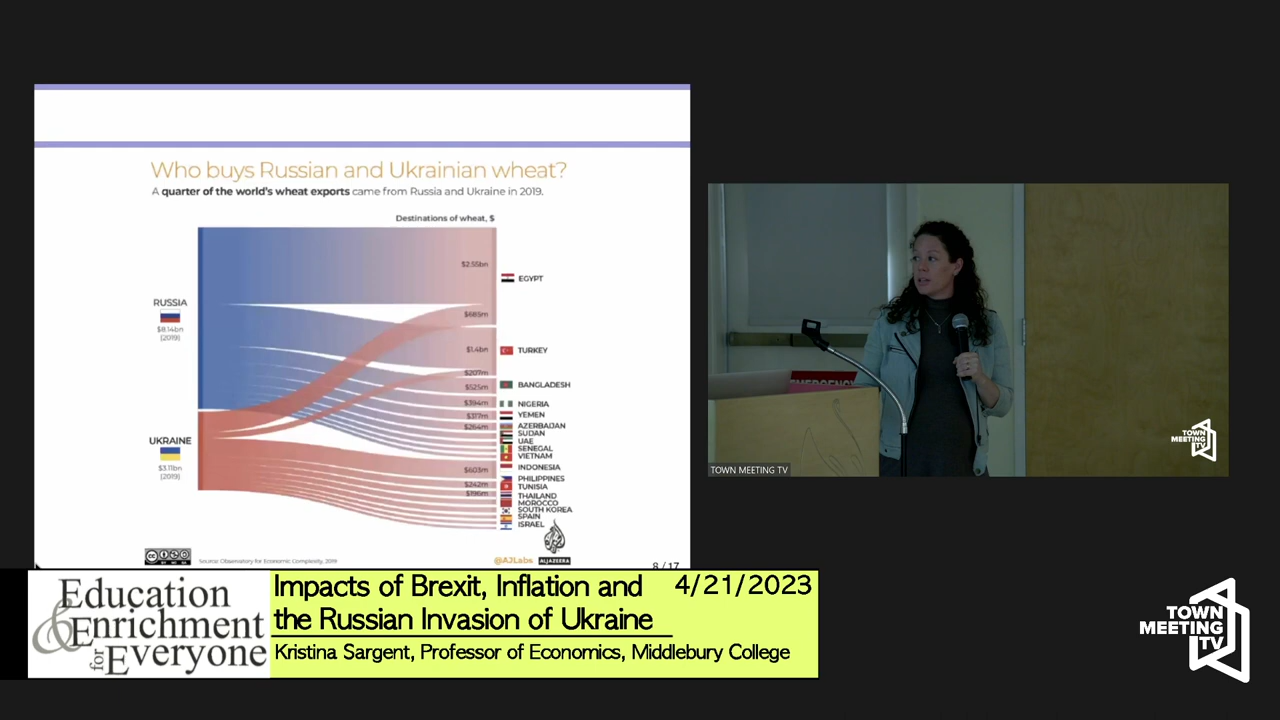 Who buys Russian and Ukrainian wheat?
A quarter of the world's wheat exports came from Russia and Ukraine in 2019.
Destinations of wheat, $
$2.55bn
EGYPT
RUSSIA
$8.14bn
[2019]
$685m
$1.4bn
TURKEY
$207m
$525m
BANGLADESH
$394m
NIGERIA
$317m
YEMEN
$264m
AZERBAIJAN
SUDAN
UAE
SENEGAL
VIETNAM
UKRAINE
$3.11bn
[2019]
$603m
INDONESIA
$242m
PHILIPPINES
TUNISIA
$196m
THAILAND
MOROCCO
SOUTH KOREA
SPAIN
ISRAEL
Source: Observatory for Economic Complexity, 2019
@AJLabs
ALJAZEERA
8 / 17
EMERGENCY
TOWN
MEETING
TV
TOWN MEETING TV
Education
& Enrichment
for Everyone
Impacts of Brexit, Inflation and 4/21/2023
the Russian Invasion of Ukraine
Kristina Sargent, Professor of Economics, Middlebury College
TOWN
MEETING
TV